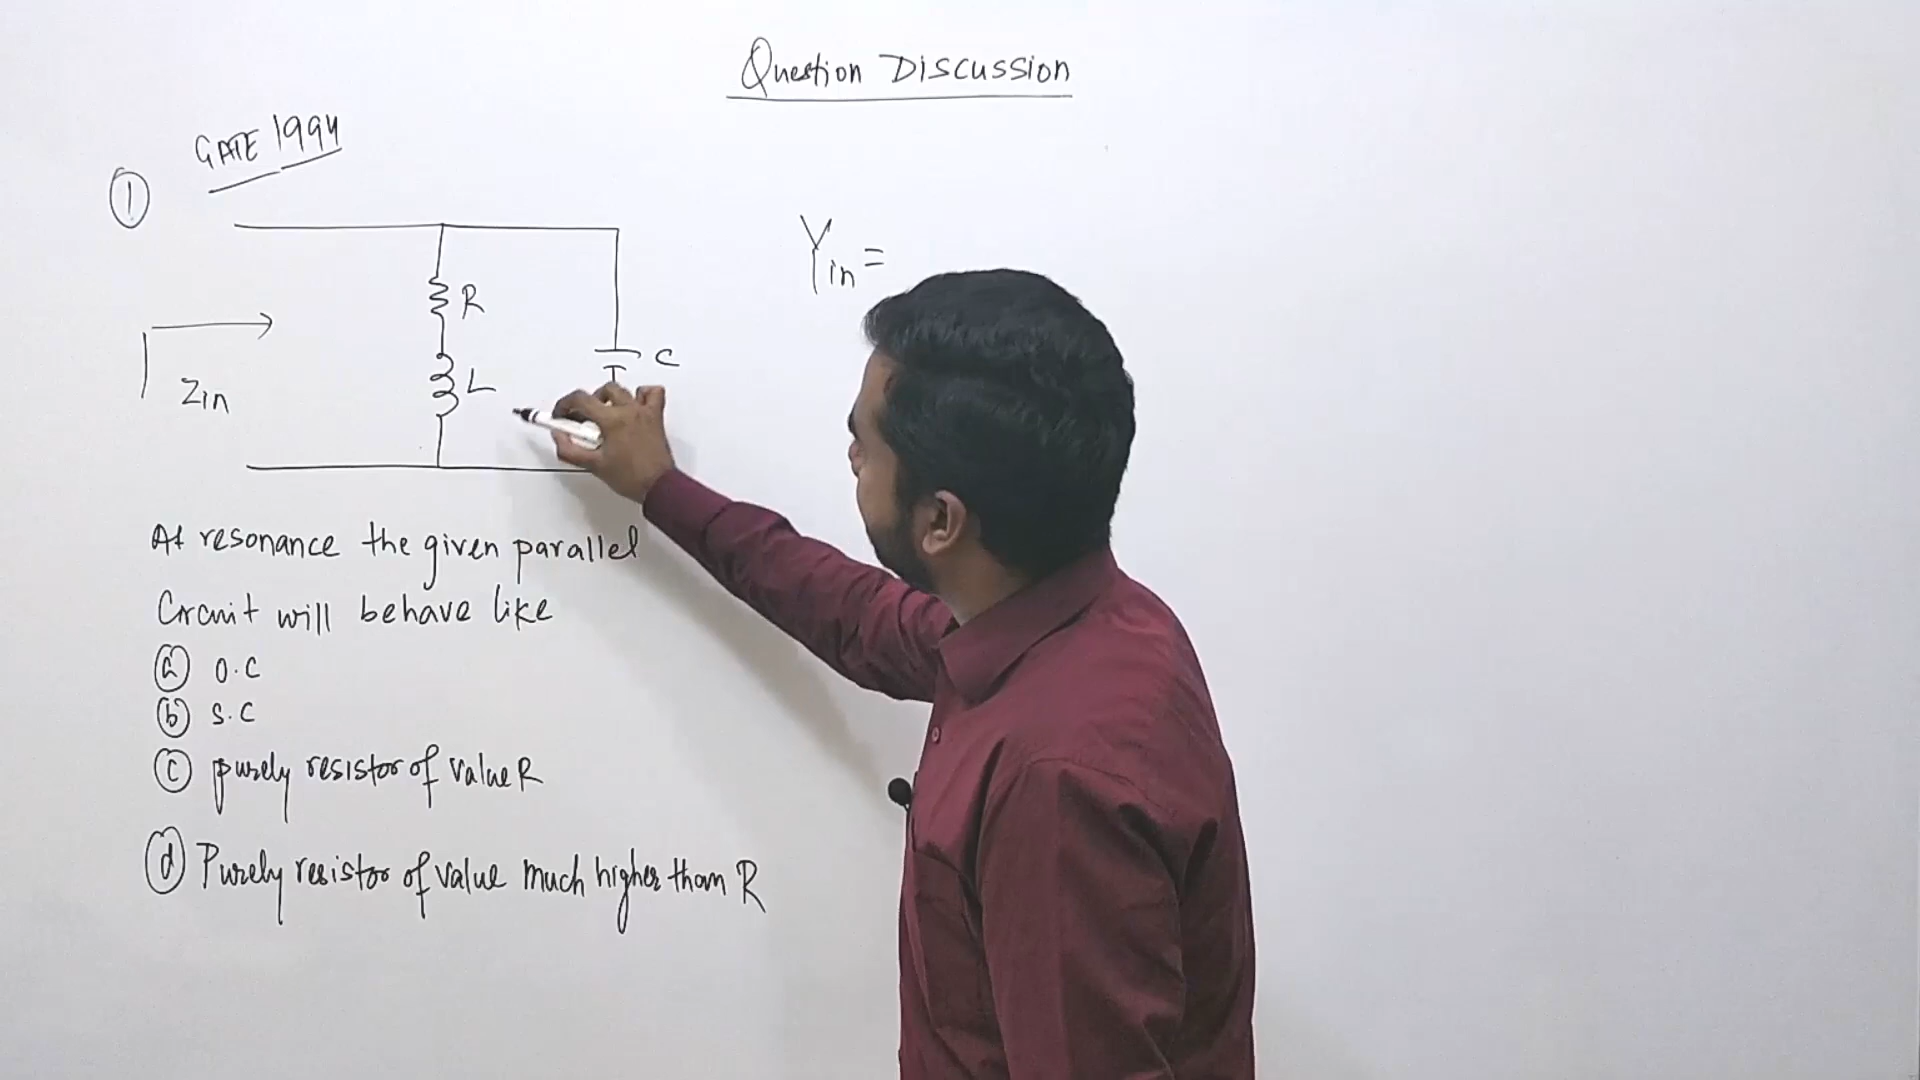 Question Discussion
GATE 1994
1
R
L
C
Zin
Yin =
At resonance the given parallel
Circuit will behave like
a O.C
b S.C
c purely resistor of value R
d Purely resistor of value much higher than R